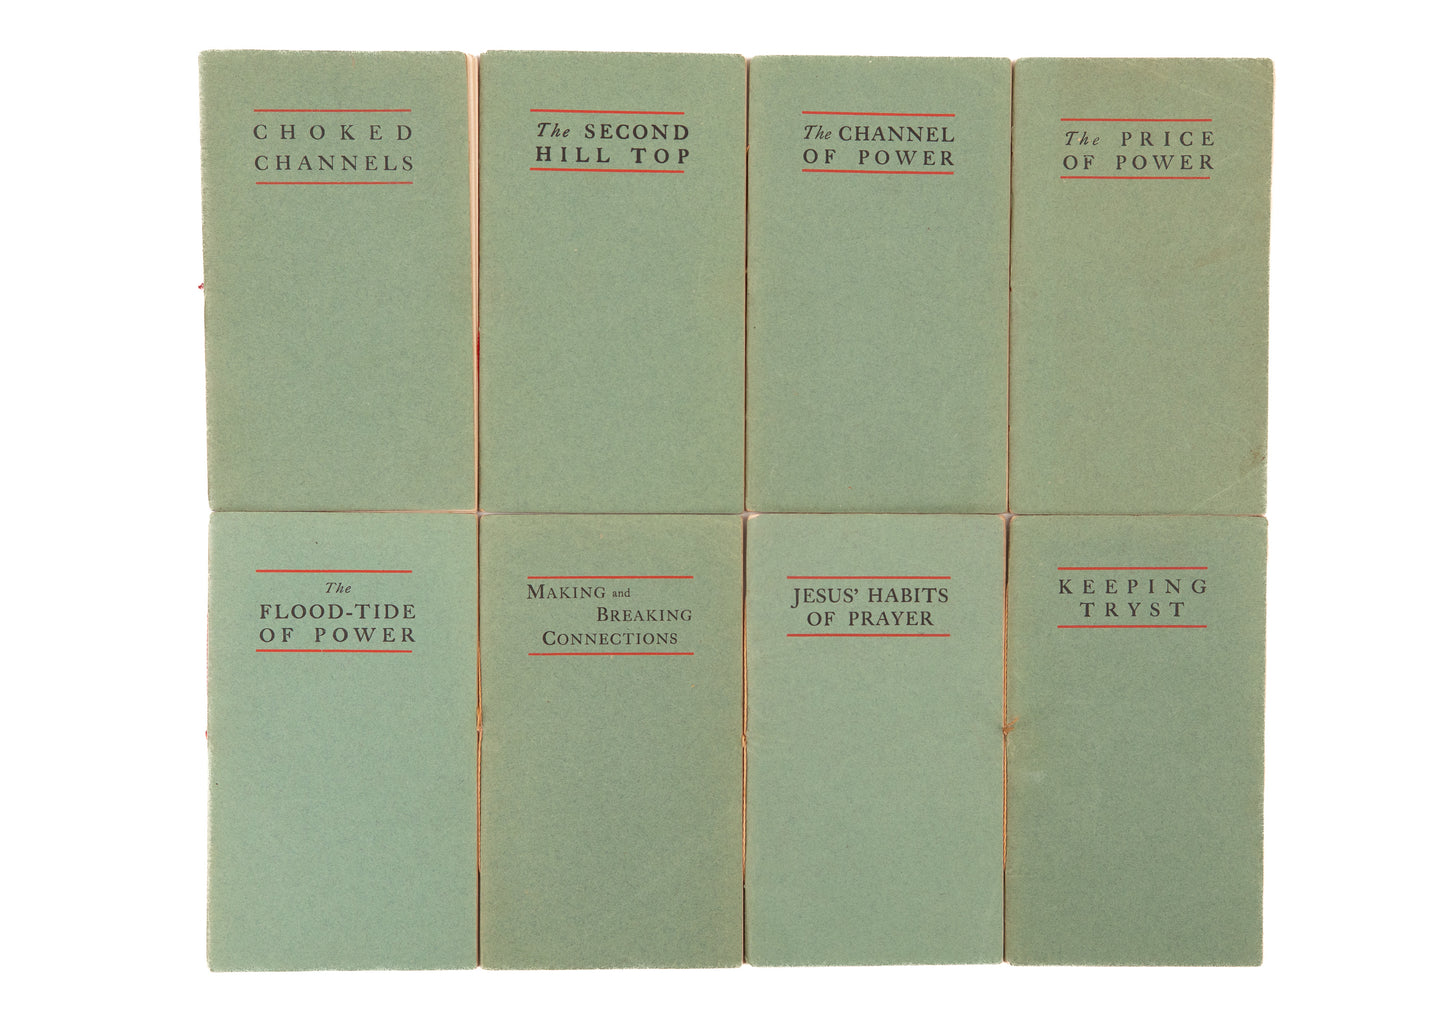 CHOKED
CHANNELS
The SECOND
HILL TOP
The CHANNEL
OF POWER
The PRICE
OF POWER
The
FLOOD-TIDE
OF POWER
MAKING and
BREAKING
CONNECTIONS
JESUS' HABITS
OF PRAYER
KEEPING
TRYST